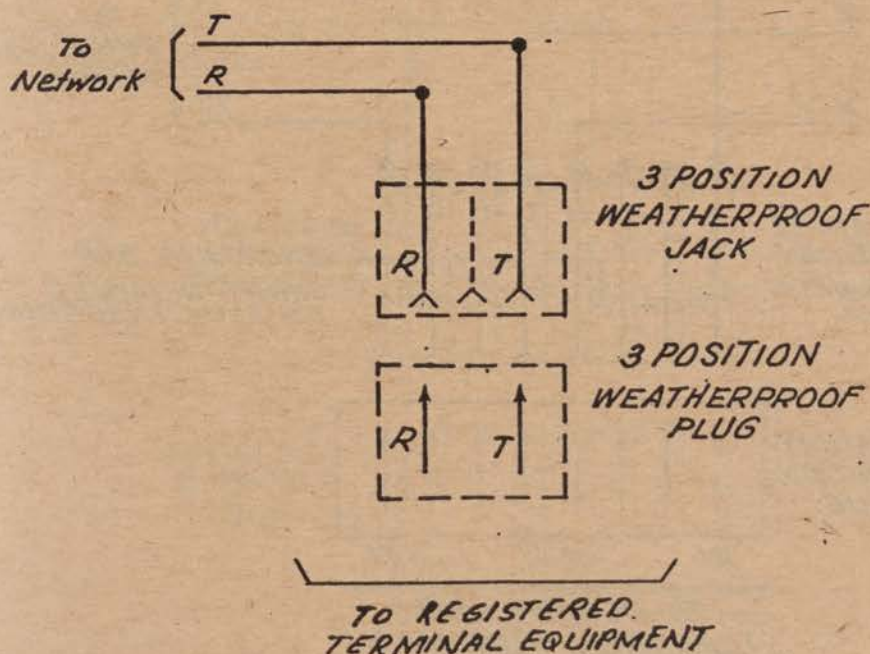 T
To
Network
R
3 POSITION
WEATHERPROOF
JACK
R T
3 POSITION
WEATHERPROOF
PLUG
R T
TO REGISTERED.
TERMINAL EQUIPMENT